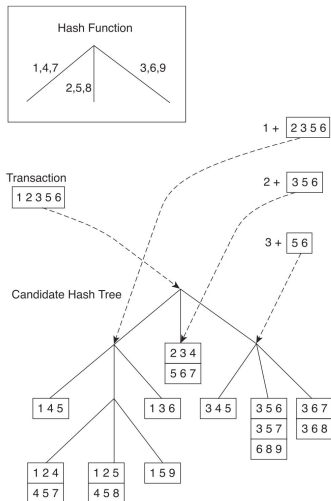 Hash Function
1,4,7
3,6,9
2,5,8
1 + 2 3 5 6
Transaction
1 2 3 5 6
2 + 3 5 6
3 + 5 6
Candidate Hash Tree
2 3 4
5 6 7
1 4 5
1 3 6
3 4 5
3 5 6
3 5 7
6 8 9
3 6 7
3 6 8
1 2 4
4 5 7
1 2 5
4 5 8
1 5 9